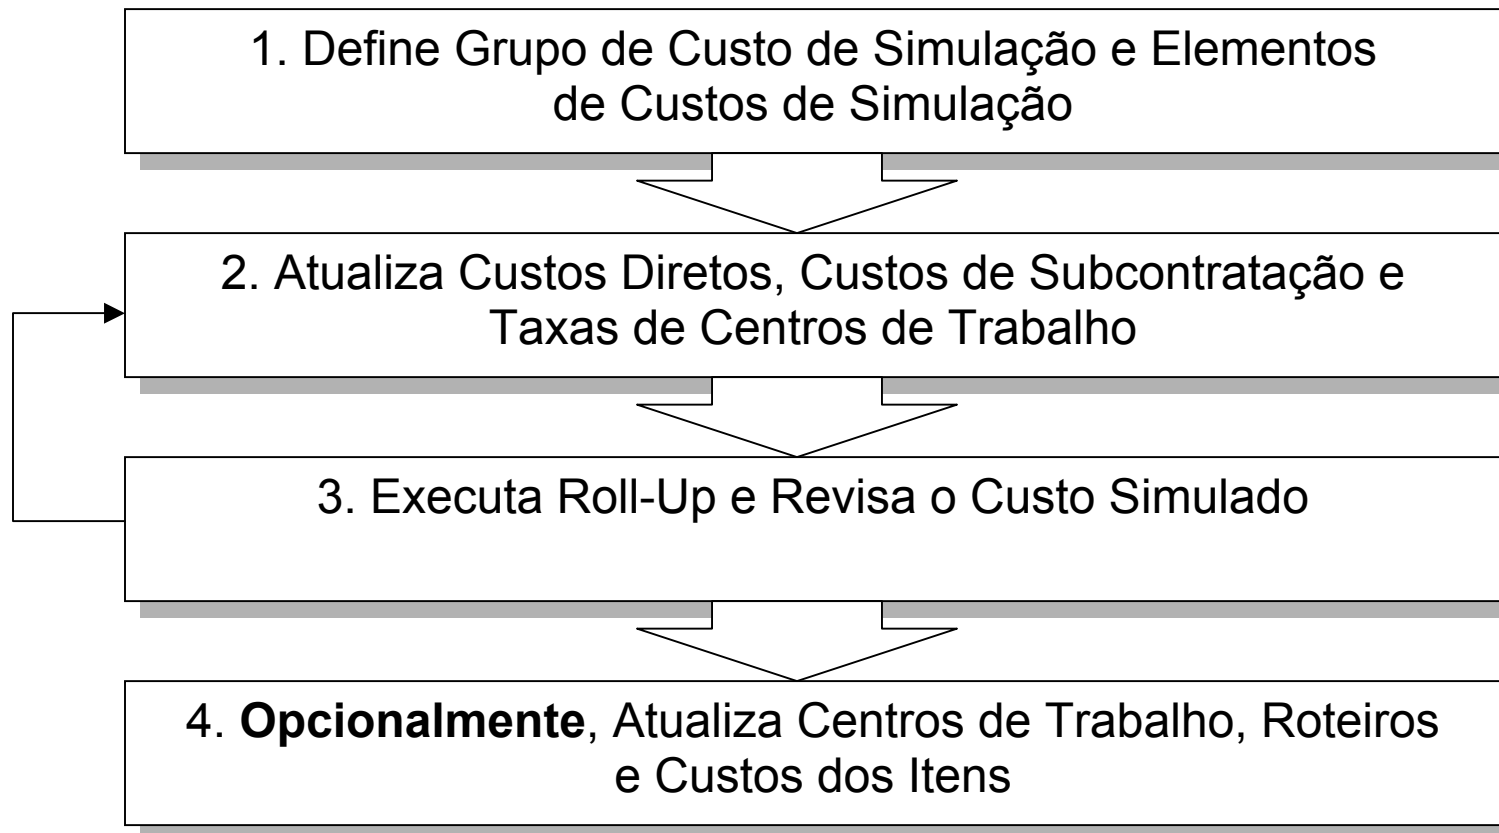 1. Define Grupo de Custo de Simulação e Elementos
de Custos de Simulação
2. Atualiza Custos Diretos, Custos de Subcontratação e
Taxas de Centros de Trabalho
3. Executa Roll-Up e Revisa o Custo Simulado
4. Opcionalmente, Atualiza Centros de Trabalho, Roteiros
e Custos dos Itens